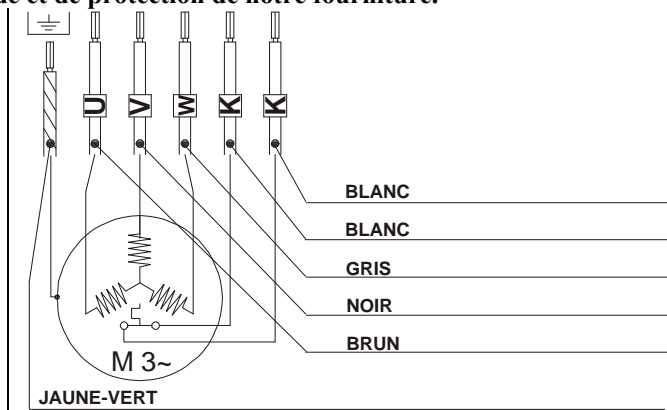 ue et de protection de notre fourniture.
U V W K K
BLANC
BLANC
GRIS
NOIR
BRUN
M 3~
JAUNE-VERT